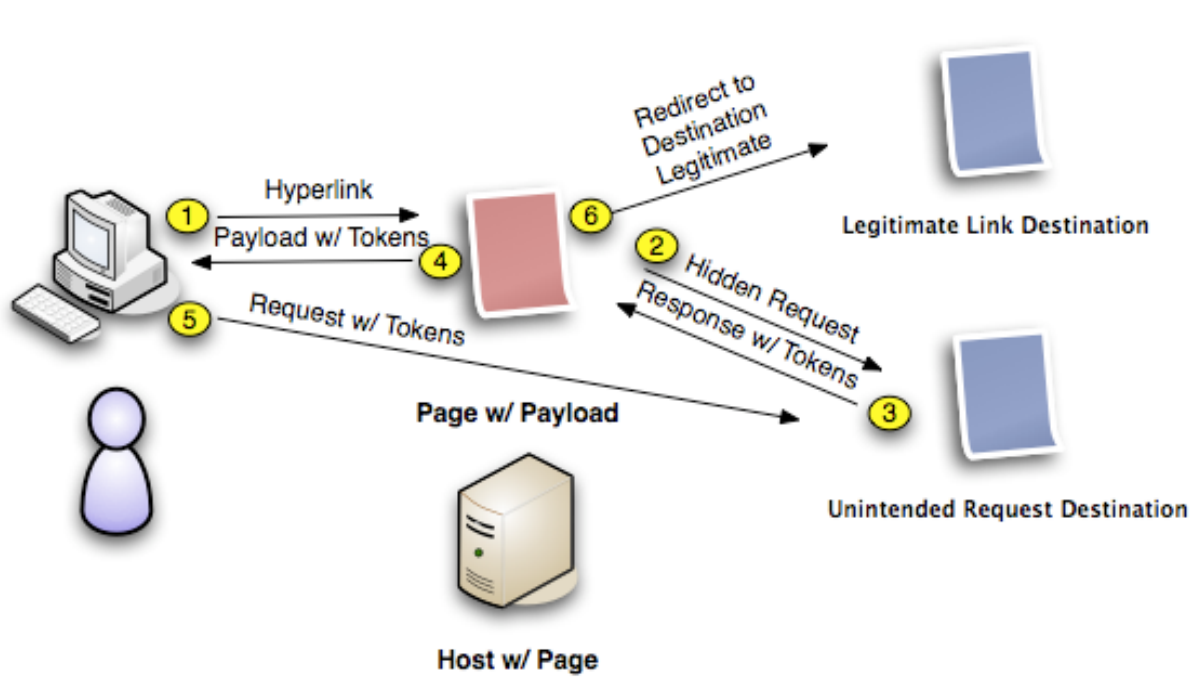 Redirect to
Destination
Legitimate
1
Hyperlink
6
Legitimate Link Destination
Payload w/ Tokens
4
2
Hidden Request
Response w/ Tokens
5
Request w/ Tokens
3
Page w/ Payload
Unintended Request Destination
Host w/ Page